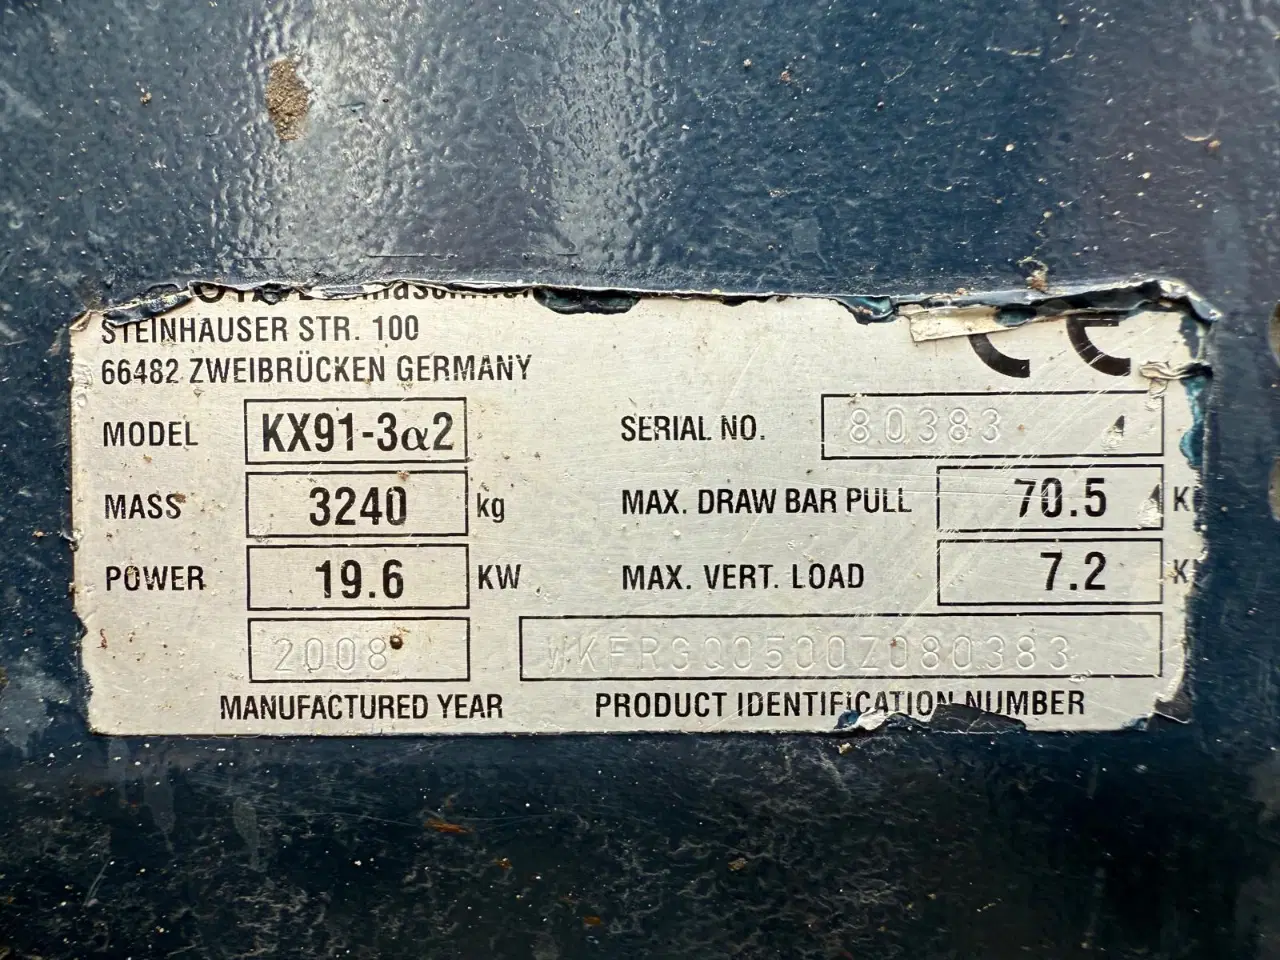 STEINHAUSER STR. 100
66482 ZWEIBRÜCKEN GERMANY
MODEL KX91-3α2 SERIAL NO. 80383
MASS 3240 kg MAX. DRAW BAR PULL 70.5 K
POWER 19.6 KW MAX. VERT. LOAD 7.2 K
2008 WKFRGQ0500Z080383
MANUFACTURED YEAR PRODUCT IDENTIFICATION NUMBER